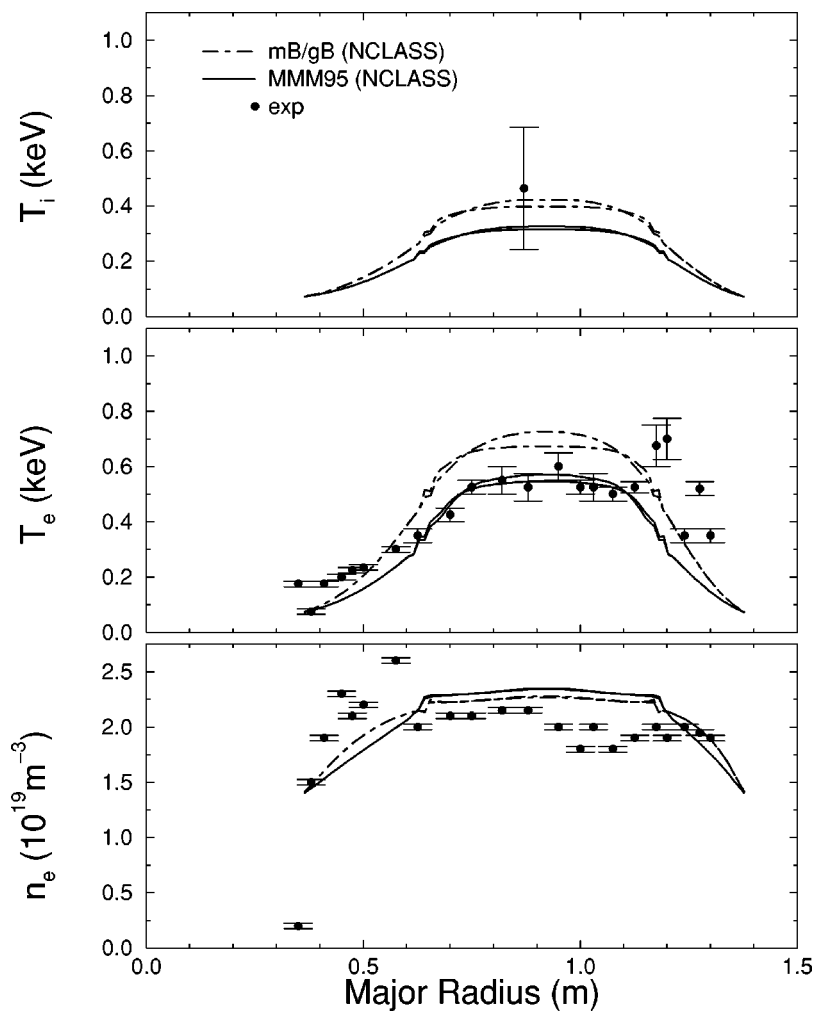 1.0
mB/gB (NCLASS)
MMM95 (NCLASS)
0.8
exp
0.6
T_i (keV)
0.4
0.2
0.0
1.0
0.8
0.6
T_e (keV)
0.4
0.2
0.0
2.5
2.0
1.5
n_e (10^19 m^−3)
1.0
0.5
0.0
0.0 0.5 1.0 1.5
Major Radius (m)